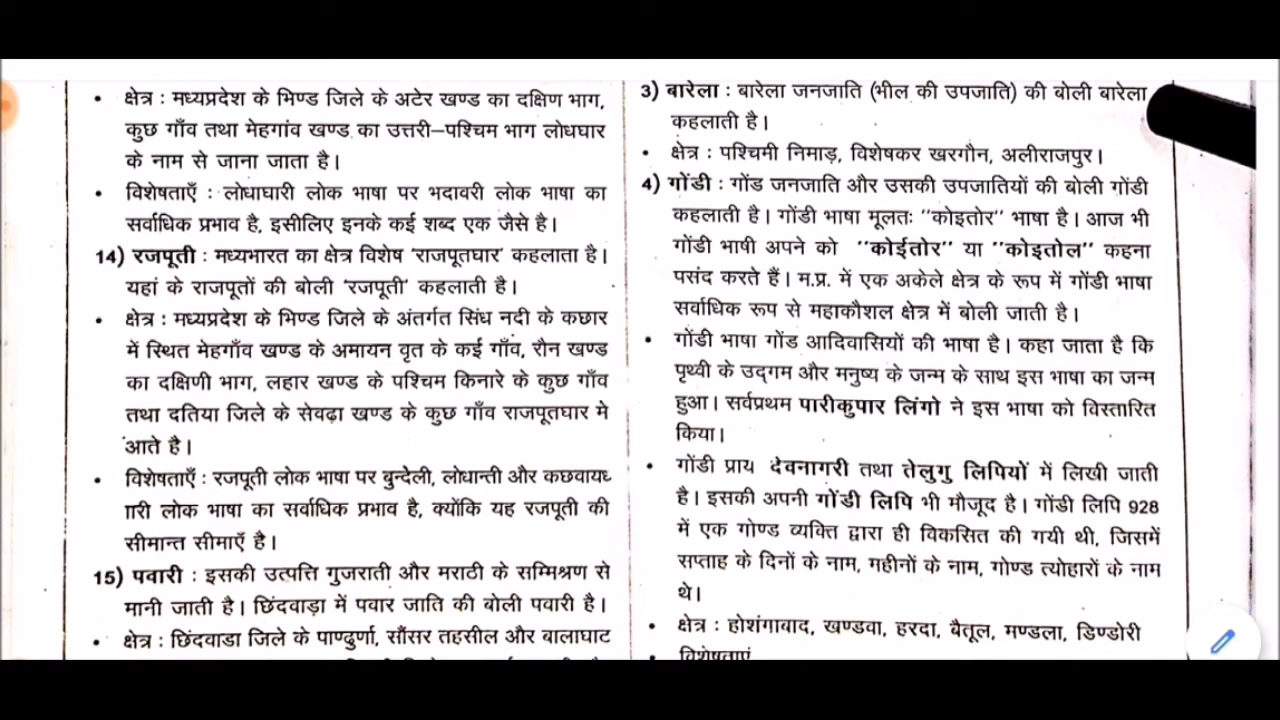 • क्षेत्र : मध्यप्रदेश के भिण्ड जिले के अटेर खण्ड का दक्षिण भाग,
कुछ गाँव तथा मेहगांव खण्ड का उत्तरी–पश्चिम भाग लोधघार
के नाम से जाना जाता है।
• विशेषताएँ : लोधाघारी लोक भाषा पर भदावरी लोक भाषा का
सर्वाधिक प्रभाव है, इसीलिए इनके कई शब्द एक जैसे है।
14) रजपूती : मध्यभारत का क्षेत्र विशेष ‘राजपूतघार’ कहलाता है।
यहां के राजपूतों की बोली ‘रजपूती’ कहलाती है।
• क्षेत्र : मध्यप्रदेश के भिण्ड जिले के अंतर्गत सिंध नदी के कछार
में स्थित मेहगाँव खण्ड के अमायन वृत के कई गाँव, रौन खण्ड
का दक्षिणी भाग, लहार खण्ड के पश्चिम किनारे के कुछ गाँव
तथा दतिया जिले के सेवढ़ा खण्ड के कुछ गाँव राजपूतघार मे
आते है।
• विशेषताएँ : रजपूती लोक भाषा पर बुन्देली, लोधान्ती और कछवायध
ारी लोक भाषा का सर्वाधिक प्रभाव है, क्योंकि यह रजपूती की
सीमान्त सीमाएँ है।
15) पवारी : इसकी उत्पत्ति गुजराती और मराठी के सम्मिश्रण से
मानी जाती है। छिंदवाड़ा में पवार जाति की बोली पवारी है।
• क्षेत्र : छिंदवाडा जिले के पाण्ढुर्णा, सौंसर तहसील और बालाघाट
3) बारेला : बारेला जनजाति (भील की उपजाति) की बोली बारेला
कहलाती है।
• क्षेत्र : पश्चिमी निमाड़, विशेषकर खरगौन, अलीराजपुर।
4) गोंडी : गोंड जनजाति और उसकी उपजातियों की बोली गोंडी
कहलाती है। गोंडी भाषा मूलतः “कोइतोर” भाषा है। आज भी
गोंडी भाषी अपने को “कोईतोर” या “कोइतोल” कहना
पसंद करते हैं। म.प्र. में एक अकेले क्षेत्र के रूप में गोंडी भाषा
सर्वाधिक रूप से महाकौशल क्षेत्र में बोली जाती है।
• गोंडी भाषा गोंड आदिवासियों की भाषा है। कहा जाता है कि
पृथ्वी के उद्गम और मनुष्य के जन्म के साथ इस भाषा का जन्म
हुआ। सर्वप्रथम पारीकुपार लिंगो ने इस भाषा को विस्तारित
किया।
• गोंडी प्राय देवनागरी तथा तेलुगु लिपियों में लिखी जाती
है। इसकी अपनी गोंडी लिपि भी मौजूद है। गोंडी लिपि 928
में एक गोण्ड व्यक्ति द्वारा ही विकसित की गयी थी, जिसमें
सप्ताह के दिनों के नाम, महीनों के नाम, गोण्ड त्योहारों के नाम
थे।
• क्षेत्र : होशंगाबाद, खण्डवा, हरदा, बैतूल, मण्डला, डिण्डोरी
• विशेषताएं